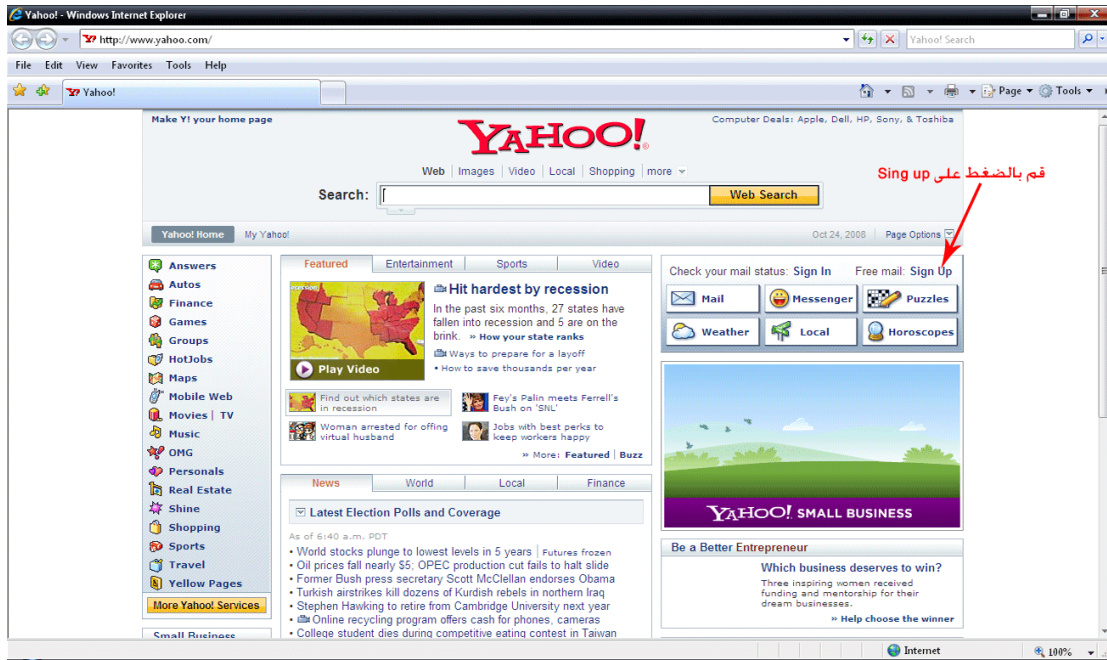 Yahoo! - Windows Internet Explorer
http://www.yahoo.com/
Yahoo! Search
File Edit View Favorites Tools Help
Yahoo!
Page Tools
Make Y! your home page
YAHOO!
Computer Deals: Apple, Dell, HP, Sony, & Toshiba
Web | Images | Video | Local | Shopping | more
قم بالضغط على Sing up
Search:
Web Search
Yahoo! Home My Yahoo!
Oct 24, 2008 | Page Options
Answers
Autos
Finance
Games
Groups
HotJobs
Maps
Mobile Web
Movies | TV
Music
OMG
Personals
Real Estate
Shine
Shopping
Sports
Travel
Yellow Pages
More Yahoo! Services
Small Business
Featured Entertainment Sports Video
Hit hardest by recession
In the past six months, 27 states have
fallen into recession and 5 are on the
brink. » How your state ranks
Ways to prepare for a layoff
• How to save thousands per year
Play Video
Find out which states are
in recession
Fey's Palin meets Ferrell's
Bush on 'SNL'
Woman arrested for offing
virtual husband
Jobs with best perks to
keep workers happy
» More: Featured | Buzz
News World Local Finance
Latest Election Polls and Coverage
As of 6:40 a.m. PDT
• World stocks plunge to lowest levels in 5 years | Futures frozen
• Oil prices fall nearly $5; OPEC production cut fails to halt slide
• Former Bush press secretary Scott McClellan endorses Obama
• Turkish airstrikes kill dozens of Kurdish rebels in northern Iraq
• Stephen Hawking to retire from Cambridge University next year
• Online recycling program offers cash for phones, cameras
• College student dies during competitive eating contest in Taiwan
Check your mail status: Sign In Free mail: Sign Up
Mail Messenger Puzzles
Weather Local Horoscopes
YAHOO! SMALL BUSINESS
Be a Better Entrepreneur
Which business deserves to win?
Three inspiring women received
funding and mentorship for their
dream businesses.
» Help choose the winner
Internet
100%